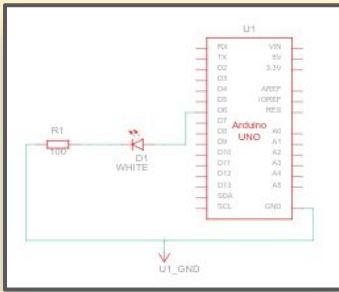 U1
RX VIN
TX 5V
D2 3.3V
D3
D4 AREF
D5 IOREF
D6 RES
D7
D8 A0
D9 A1
D10 A2
D11 A3
D12 A4
D13 A5
SDA
SCL GND
Arduino
UNO
R1
100
D1
WHITE
U1_GND